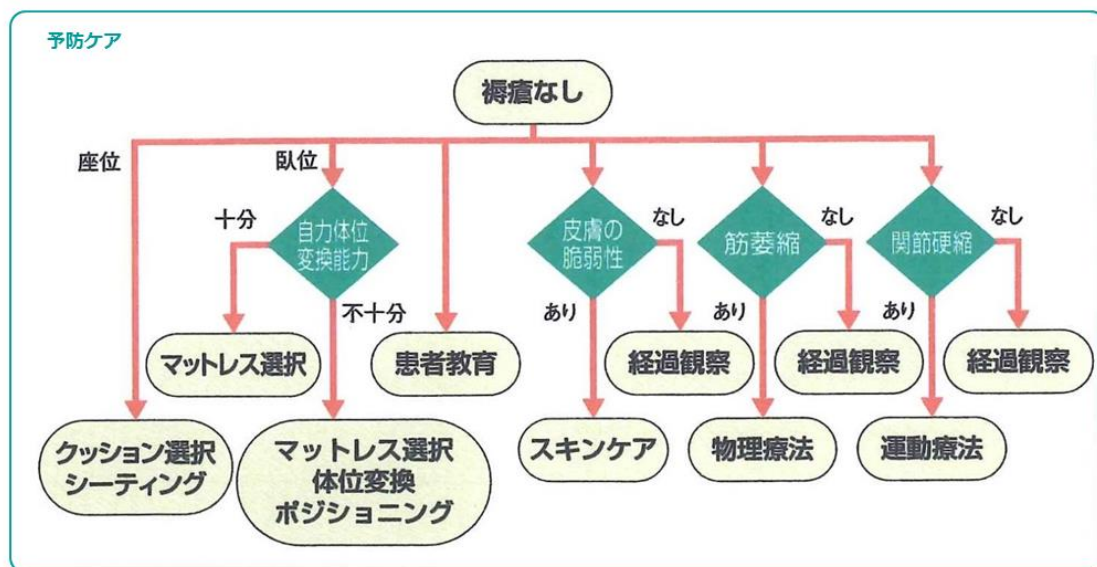 予防ケア
褥瘡なし
座位
臥位
十分
自力体位
変換能力
不十分
皮膚の
脆弱性
なし
あり
筋萎縮
なし
関節硬縮
なし
あり
マットレス選択
患者教育
経過観察
経過観察
経過観察
クッション選択
シーティング
マットレス選択
体位変換
ポジショニング
スキンケア
物理療法
運動療法